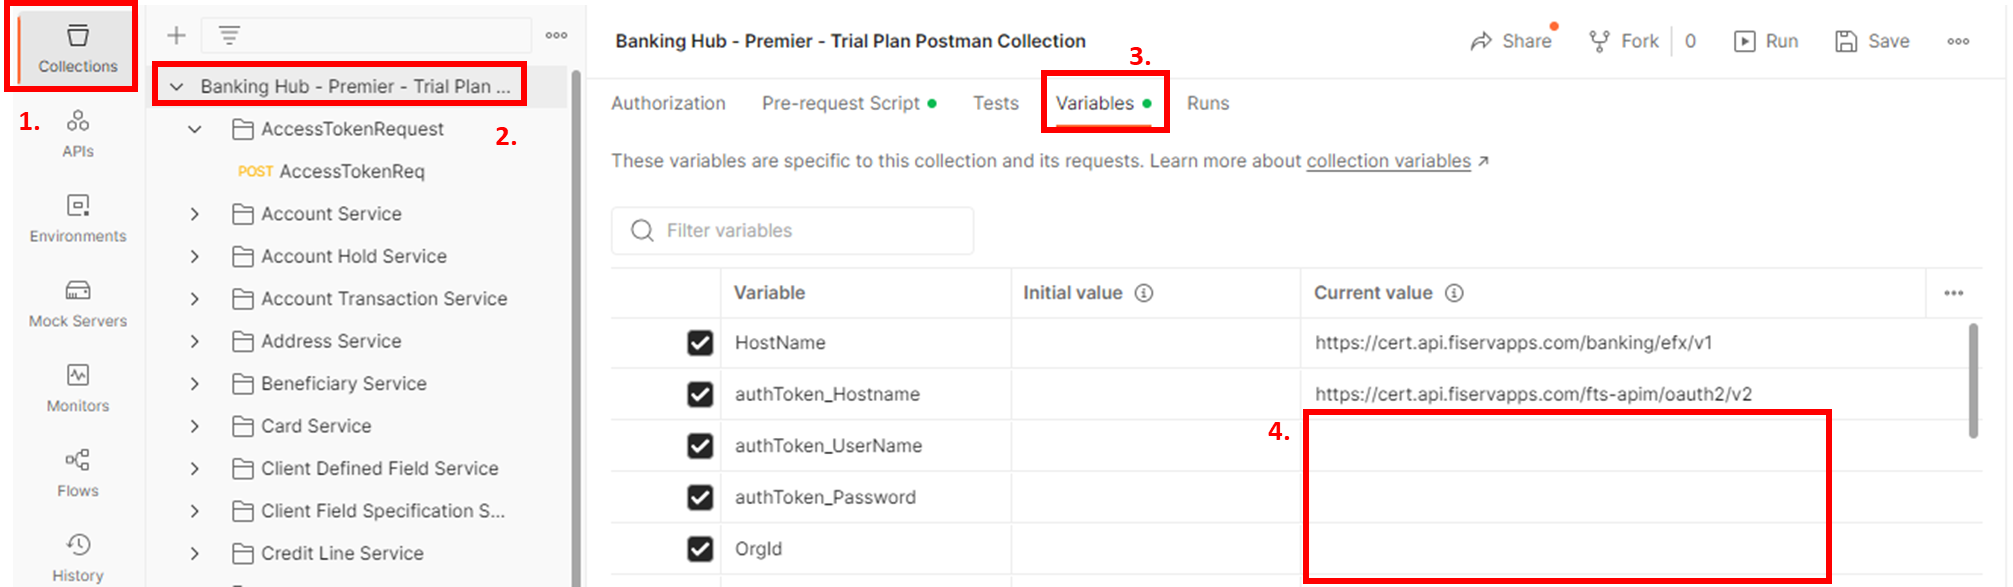 Collections
1.
APIs
Environments
Mock Servers
Monitors
Flows
History
Banking Hub - Premier - Trial Plan ...
2.
AccessTokenRequest
POST AccessTokenReq
Account Service
Account Hold Service
Account Transaction Service
Address Service
Beneficiary Service
Card Service
Client Defined Field Service
Client Field Specification S...
Credit Line Service
Banking Hub - Premier - Trial Plan Postman Collection
Share
Fork
0
Run
Save
3.
Authorization
Pre-request Script
Tests
Variables
Runs
These variables are specific to this collection and its requests. Learn more about collection variables ↗
Filter variables
Variable
Initial value
Current value
HostName
https://cert.api.fiservapps.com/banking/efx/v1
authToken_Hostname
https://cert.api.fiservapps.com/fts-apim/oauth2/v2
4.
authToken_UserName
authToken_Password
OrgId